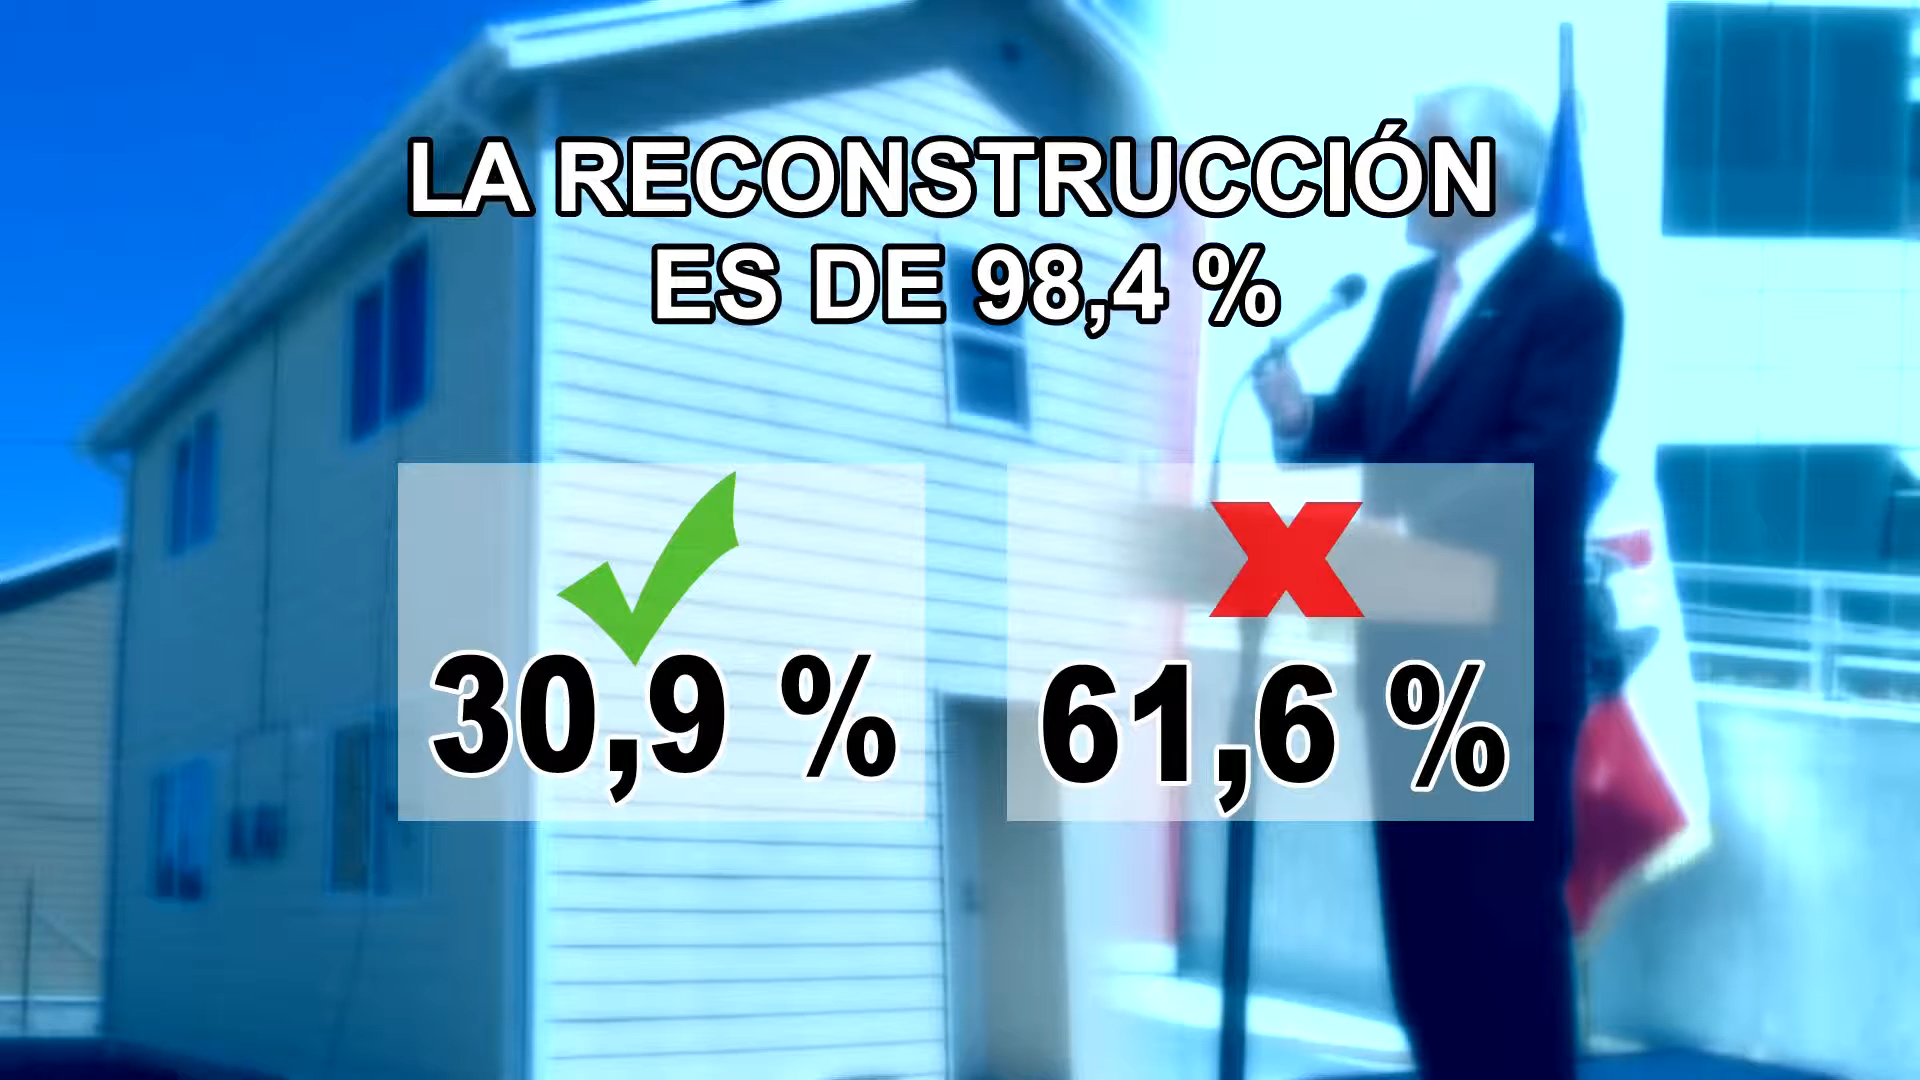 LA RECONSTRUCCIÓN
ES DE 98,4 %
30,9 %
61,6 %